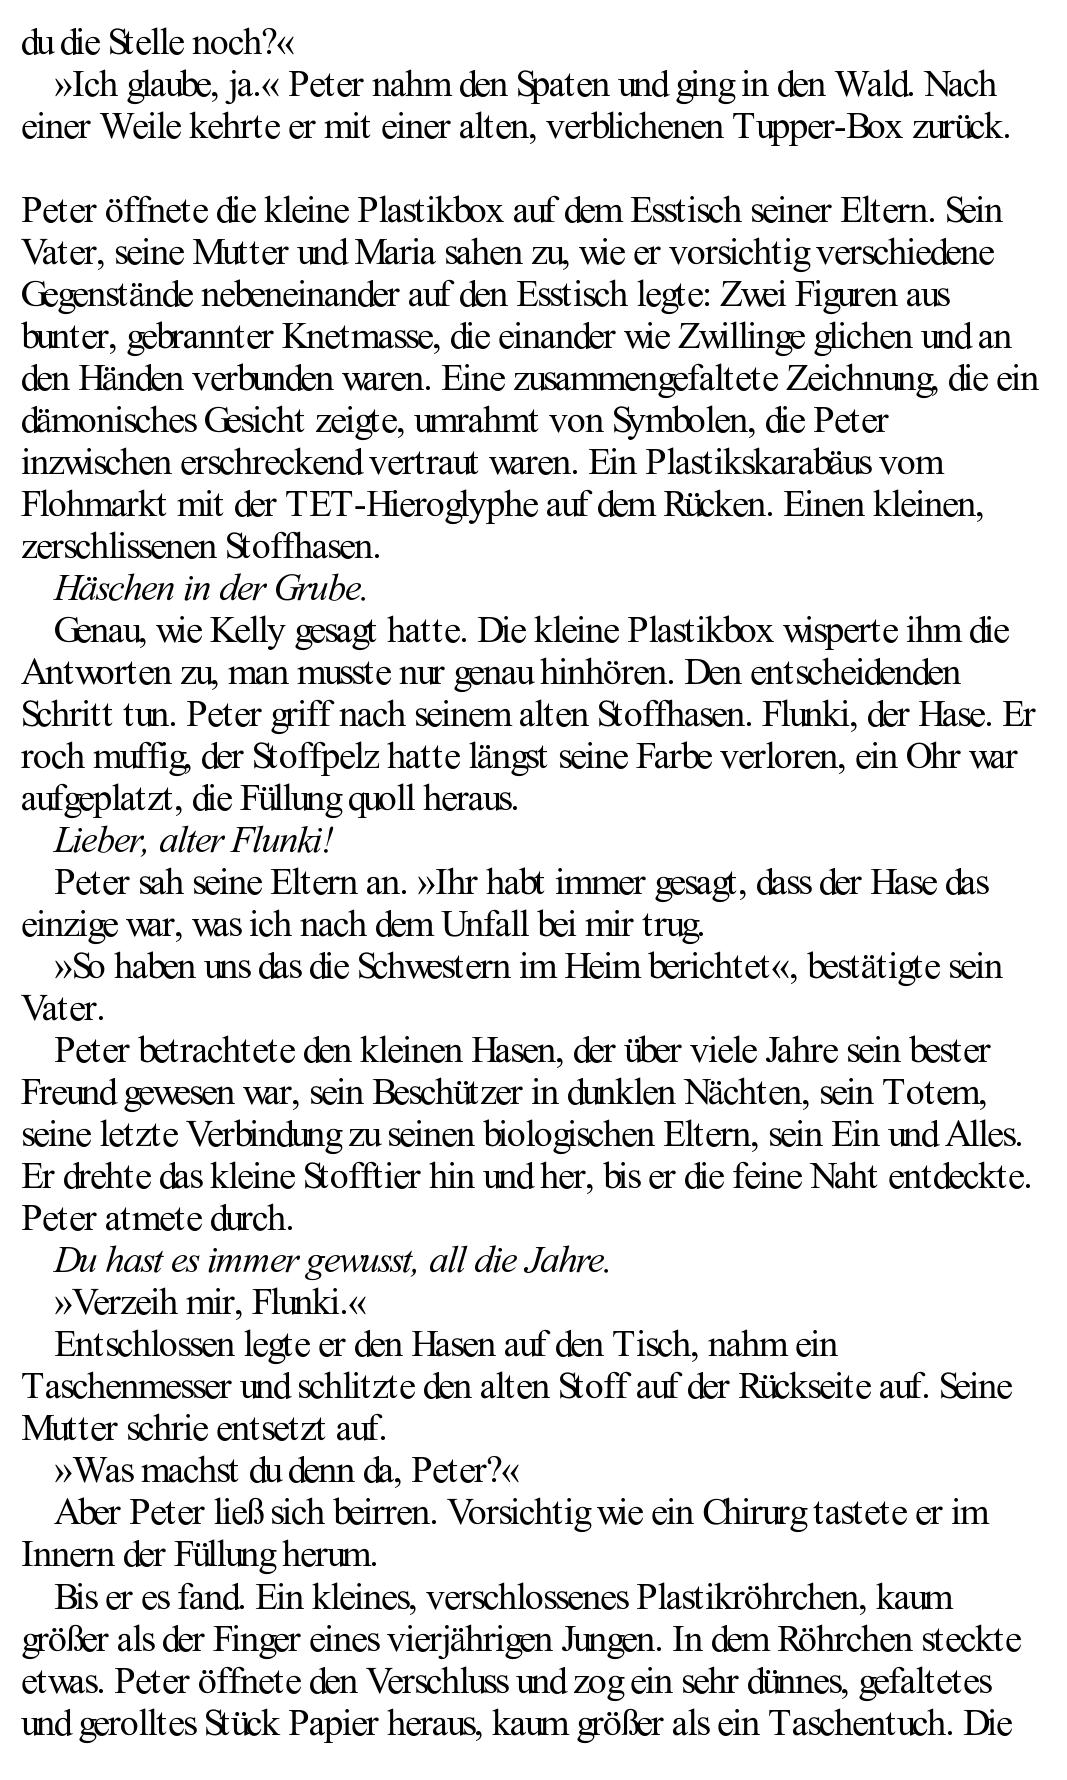 du die Stelle noch?«
»Ich glaube, ja.« Peter nahm den Spaten und ging in den Wald. Nach
einer Weile kehrte er mit einer alten, verblichenen Tupper-Box zurück.
Peter öffnete die kleine Plastikbox auf dem Esstisch seiner Eltern. Sein
Vater, seine Mutter und Maria sahen zu, wie er vorsichtig verschiedene
Gegenstände nebeneinander auf den Esstisch legte: Zwei Figuren aus
bunter, gebrannter Knetmasse, die einander wie Zwillinge glichen und an
den Händen verbunden waren. Eine zusammengefaltete Zeichnung, die ein
dämonisches Gesicht zeigte, umrahmt von Symbolen, die Peter
inzwischen erschreckend vertraut waren. Ein Plastikskarabäus vom
Flohmarkt mit der TET-Hieroglyphe auf dem Rücken. Einen kleinen,
zerschlissenen Stoffhasen.
Häschen in der Grube.
Genau, wie Kelly gesagt hatte. Die kleine Plastikbox wisperte ihm die
Antworten zu, man musste nur genau hinhören. Den entscheidenden
Schritt tun. Peter griff nach seinem alten Stoffhasen. Flunki, der Hase. Er
roch muffig, der Stoffpelz hatte längst seine Farbe verloren, ein Ohr war
aufgeplatzt, die Füllung quoll heraus.
Lieber, alter Flunki!
Peter sah seine Eltern an. »Ihr habt immer gesagt, dass der Hase das
einzige war, was ich nach dem Unfall bei mir trug.
»So haben uns das die Schwestern im Heim berichtet«, bestätigte sein
Vater.
Peter betrachtete den kleinen Hasen, der über viele Jahre sein bester
Freund gewesen war, sein Beschützer in dunklen Nächten, sein Totem,
seine letzte Verbindung zu seinen biologischen Eltern, sein Ein und Alles.
Er drehte das kleine Stofftier hin und her, bis er die feine Naht entdeckte.
Peter atmete durch.
Du hast es immer gewusst, all die Jahre.
»Verzeih mir, Flunki.«
Entschlossen legte er den Hasen auf den Tisch, nahm ein
Taschenmesser und schlitzte den alten Stoff auf der Rückseite auf. Seine
Mutter schrie entsetzt auf.
»Was machst du denn da, Peter?«
Aber Peter ließ sich beirren. Vorsichtig wie ein Chirurg tastete er im
Innern der Füllung herum.
Bis er es fand. Ein kleines, verschlossenes Plastikröhrchen, kaum
größer als der Finger eines vierjährigen Jungen. In dem Röhrchen steckte
etwas. Peter öffnete den Verschluss und zog ein sehr dünnes, gefaltetes
und gerolltes Stück Papier heraus, kaum größer als ein Taschentuch. Die